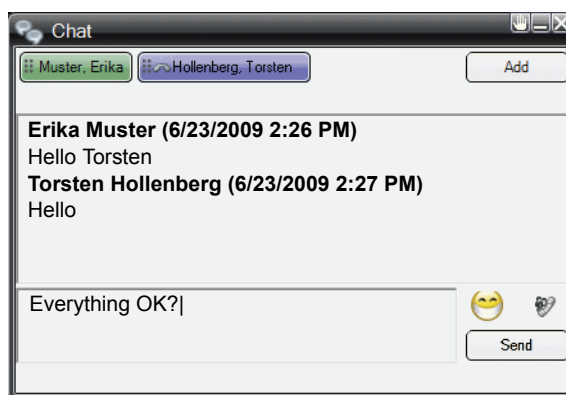 Chat
Muster, Erika Hollenberg, Torsten Add
Erika Muster (6/23/2009 2:26 PM)
Hello Torsten
Torsten Hollenberg (6/23/2009 2:27 PM)
Hello
Everything OK?
Send